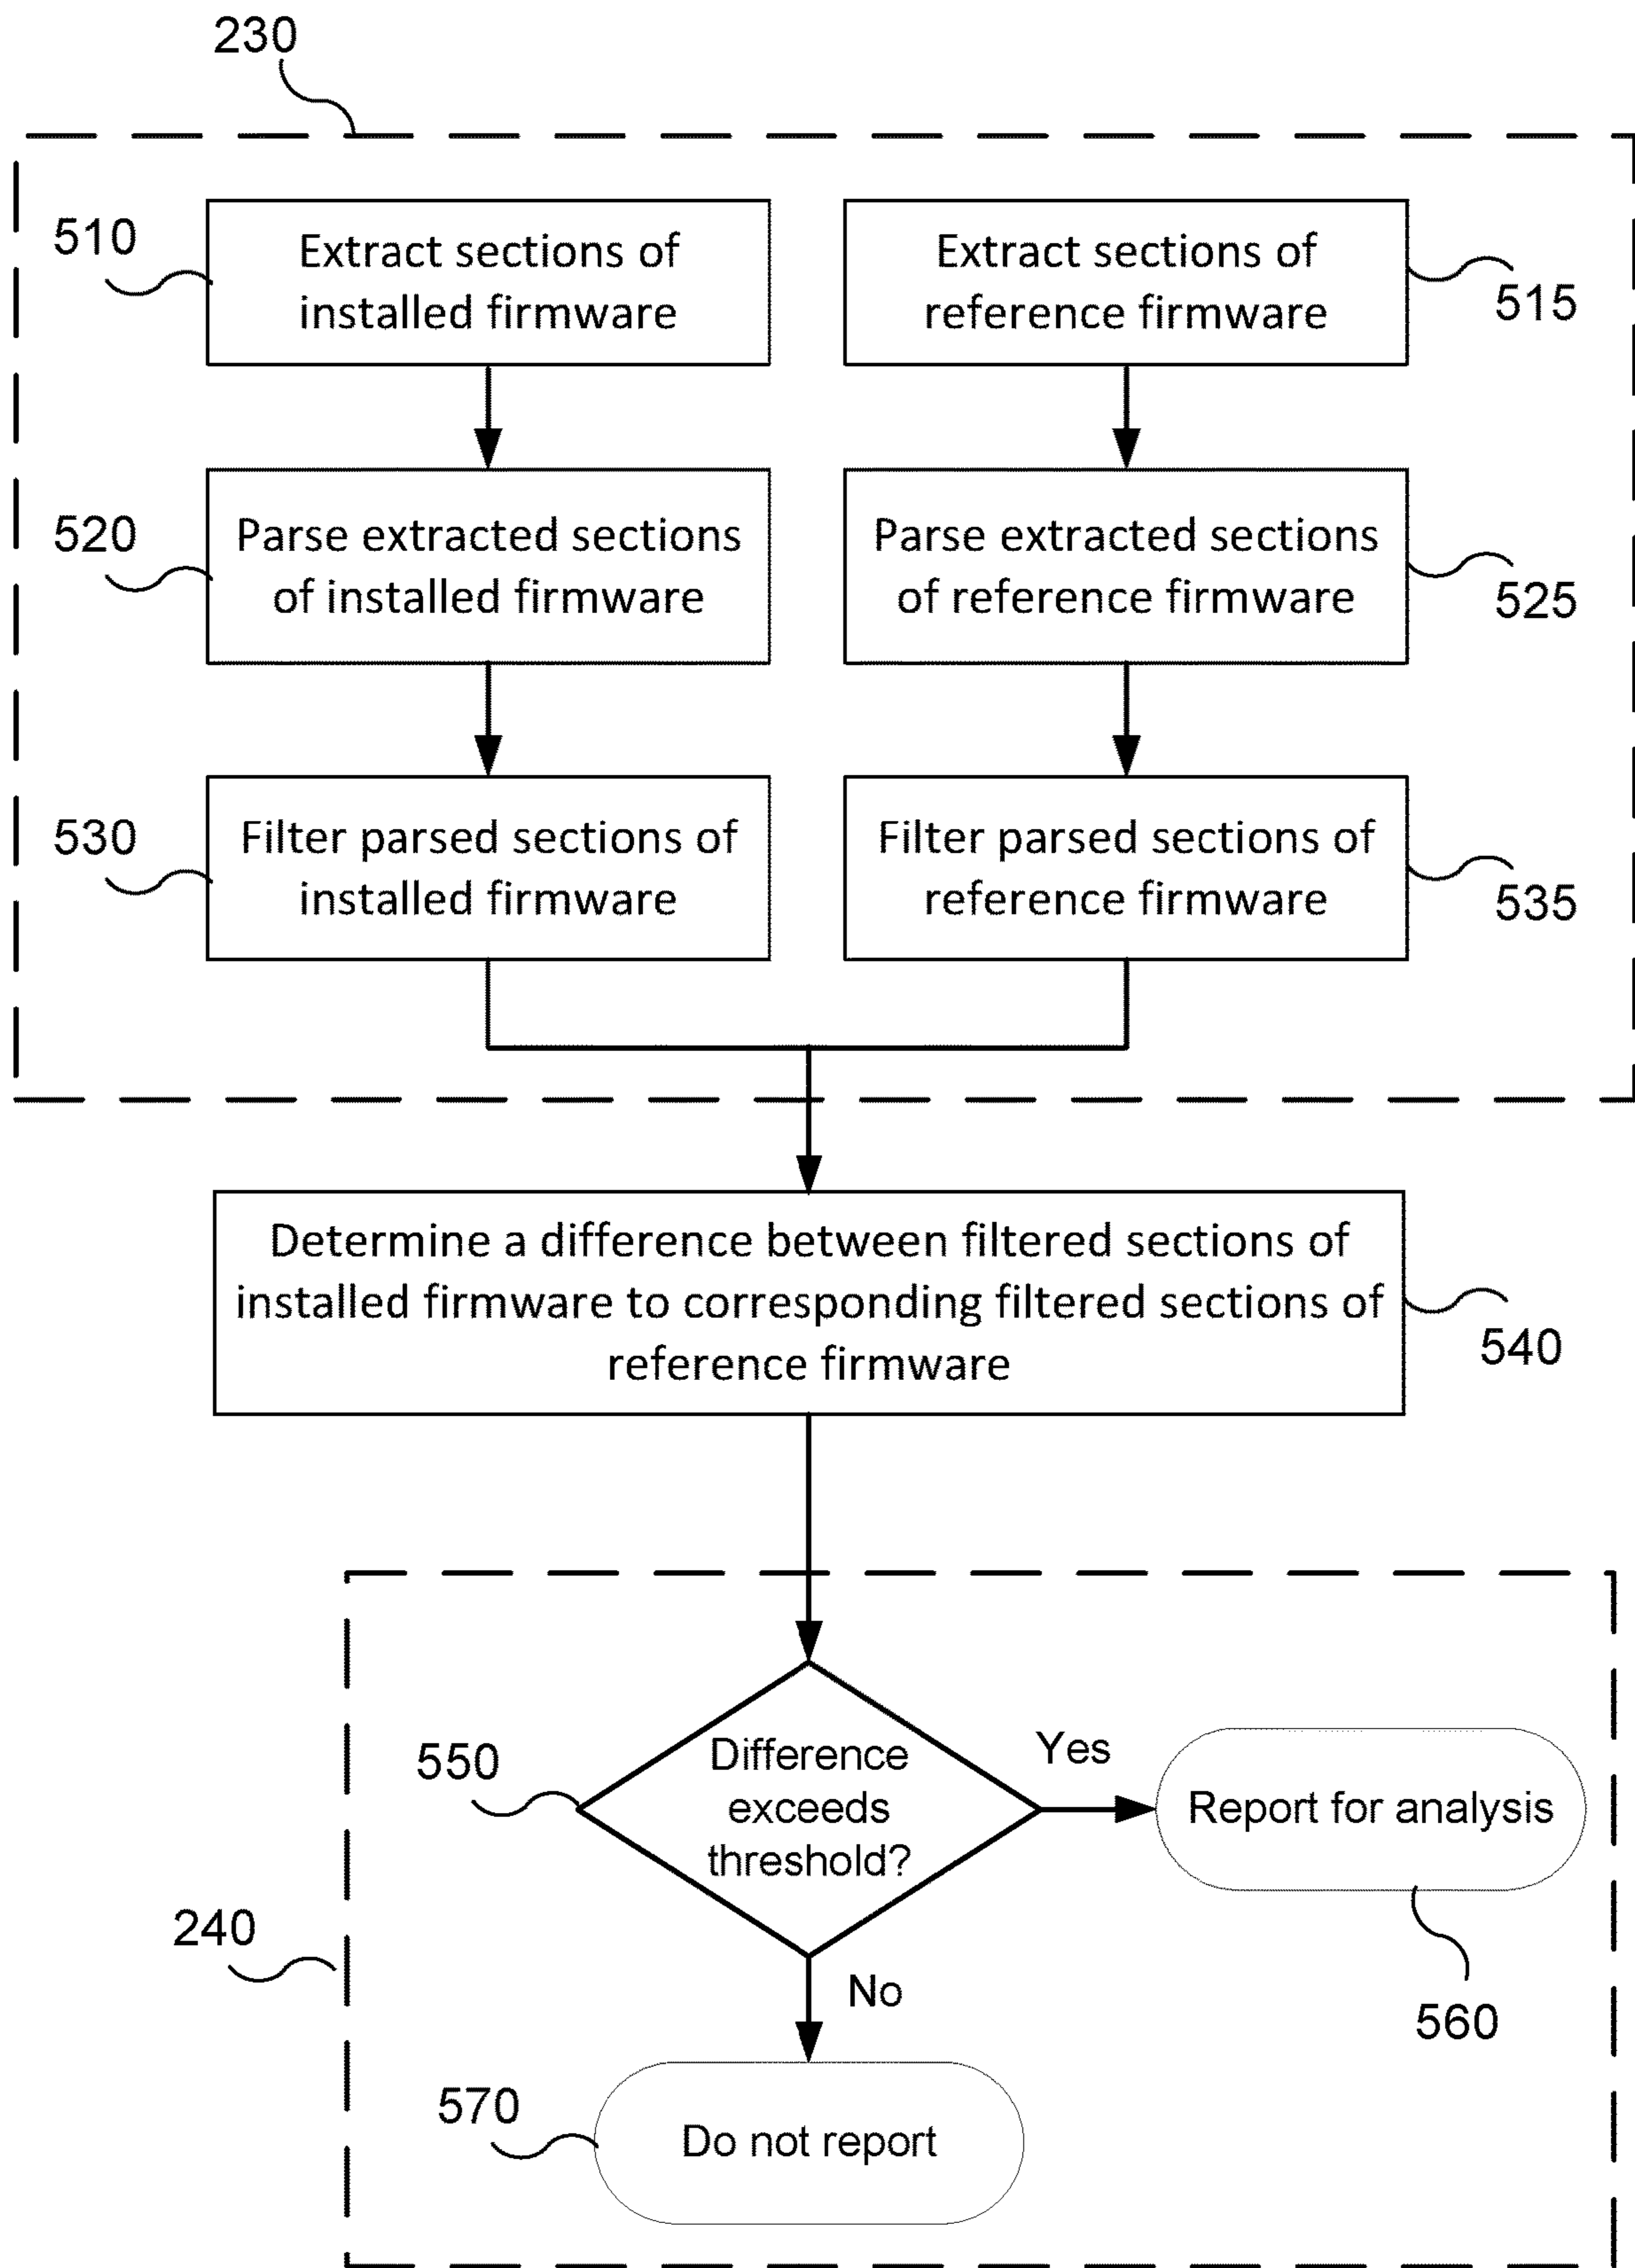 230
510
Extract sections of
installed firmware
Extract sections of
reference firmware
515
520
Parse extracted sections
of installed firmware
Parse extracted sections
of reference firmware
525
530
Filter parsed sections of
installed firmware
Filter parsed sections of
reference firmware
535
Determine a difference between filtered sections of
installed firmware to corresponding filtered sections of
reference firmware
540
550
Difference
exceeds
threshold?
Yes
Report for analysis
240
No
560
570
Do not report